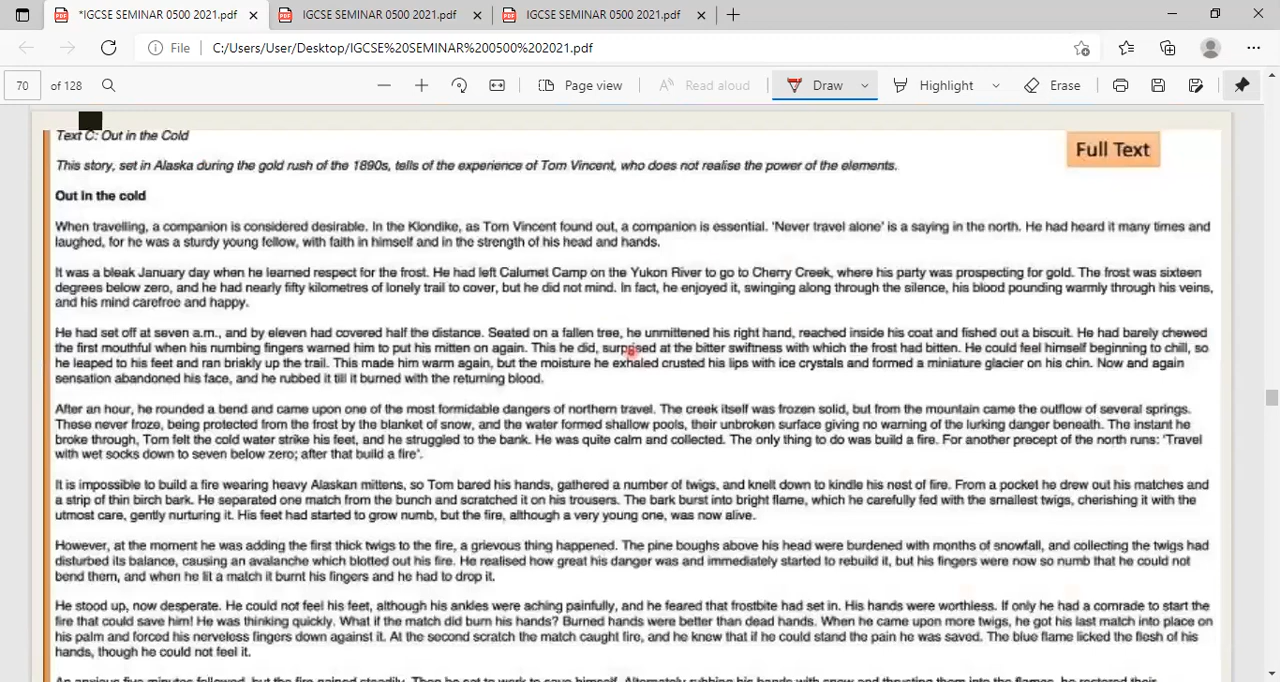 *IGCSE SEMINAR 0500 2021.pdf
IGCSE SEMINAR 0500 2021.pdf
IGCSE SEMINAR 0500 2021.pdf
File
C:/Users/User/Desktop/IGCSE%20SEMINAR%200500%202021.pdf
70 of 128
Page view
Read aloud
Draw
Highlight
Erase
Text C: Out in the Cold
Full Text
This story, set in Alaska during the gold rush of the 1890s, tells of the experience of Tom Vincent, who does not realise the power of the elements.
Out in the cold
When travelling, a companion is considered desirable. In the Klondike, as Tom Vincent found out, a companion is essential. 'Never travel alone' is a saying in the north. He had heard it many times and
laughed, for he was a sturdy young fellow, with faith in himself and in the strength of his head and hands.
It was a bleak January day when he learned respect for the frost. He had left Calumet Camp on the Yukon River to go to Cherry Creek, where his party was prospecting for gold. The frost was sixteen
degrees below zero, and he had nearly fifty kilometres of lonely trail to cover, but he did not mind. In fact, he enjoyed it, swinging along through the silence, his blood pounding warmly through his veins,
and his mind carefree and happy.
He had set off at seven a.m., and by eleven had covered half the distance. Seated on a fallen tree, he unmittened his right hand, reached inside his coat and fished out a biscuit. He had barely chewed
the first mouthful when his numbing fingers warned him to put his mitten on again. This he did, surprised at the bitter swiftness with which the frost had bitten. He could feel himself beginning to chill, so
he leaped to his feet and ran briskly up the trail. This made him warm again, but the moisture he exhaled crusted his lips with ice crystals and formed a miniature glacier on his chin. Now and again
sensation abandoned his face, and he rubbed it till it burned with the returning blood.
After an hour, he rounded a bend and came upon one of the most formidable dangers of northern travel. The creek itself was frozen solid, but from the mountain came the outflow of several springs.
These never froze, being protected from the frost by the blanket of snow, and the water formed shallow pools, their unbroken surface giving no warning of the lurking danger beneath. The instant he
broke through, Tom felt the cold water strike his feet, and he struggled to the bank. He was quite calm and collected. The only thing to do was build a fire. For another precept of the north runs: 'Travel
with wet socks down to seven below zero; after that build a fire'.
It is impossible to build a fire wearing heavy Alaskan mittens, so Tom bared his hands, gathered a number of twigs, and knelt down to kindle his nest of fire. From a pocket he drew out his matches and
a strip of thin birch bark. He separated one match from the bunch and scratched it on his trousers. The bark burst into bright flame, which he carefully fed with the smallest twigs, cherishing it with the
utmost care, gently nurturing it. His feet had started to grow numb, but the fire, although a very young one, was now alive.
However, at the moment he was adding the first thick twigs to the fire, a grievous thing happened. The pine boughs above his head were burdened with months of snowfall, and collecting the twigs had
disturbed its balance, causing an avalanche which blotted out his fire. He realised how great his danger was and immediately started to rebuild it, but his fingers were now so numb that he could not
bend them, and when he lit a match it burnt his fingers and he had to drop it.
He stood up, now desperate. He could not feel his feet, although his ankles were aching painfully, and he feared that frostbite had set in. His hands were worthless. If only he had a comrade to start the
fire that could save him! He was thinking quickly. What if the match did burn his hands? Burned hands were better than dead hands. When he came upon more twigs, he got his last match into place on
his palm and forced his nerveless fingers down against it. At the second scratch the match caught fire, and he knew that if he could stand the pain he was saved. The blue flame licked the flesh of his
hands, though he could not feel it.
An anxious five minutes followed, but the fire gained steadily. Then he set to work to save himself. Alternately rubbing his hands with snow and thrusting them into the flames, he restored their